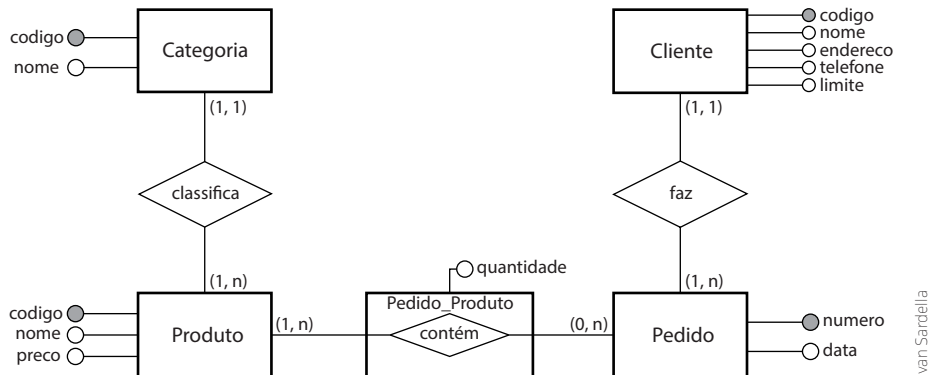 codigo
nome
Categoria
(1, 1)
classifica
(1, n)
codigo
nome
preco
Produto
(1, n)
quantidade
Pedido_Produto
contém
(0, n)
Cliente
codigo
nome
endereco
telefone
limite
(1, 1)
faz
(1, n)
Pedido
numero
data
van Sardella